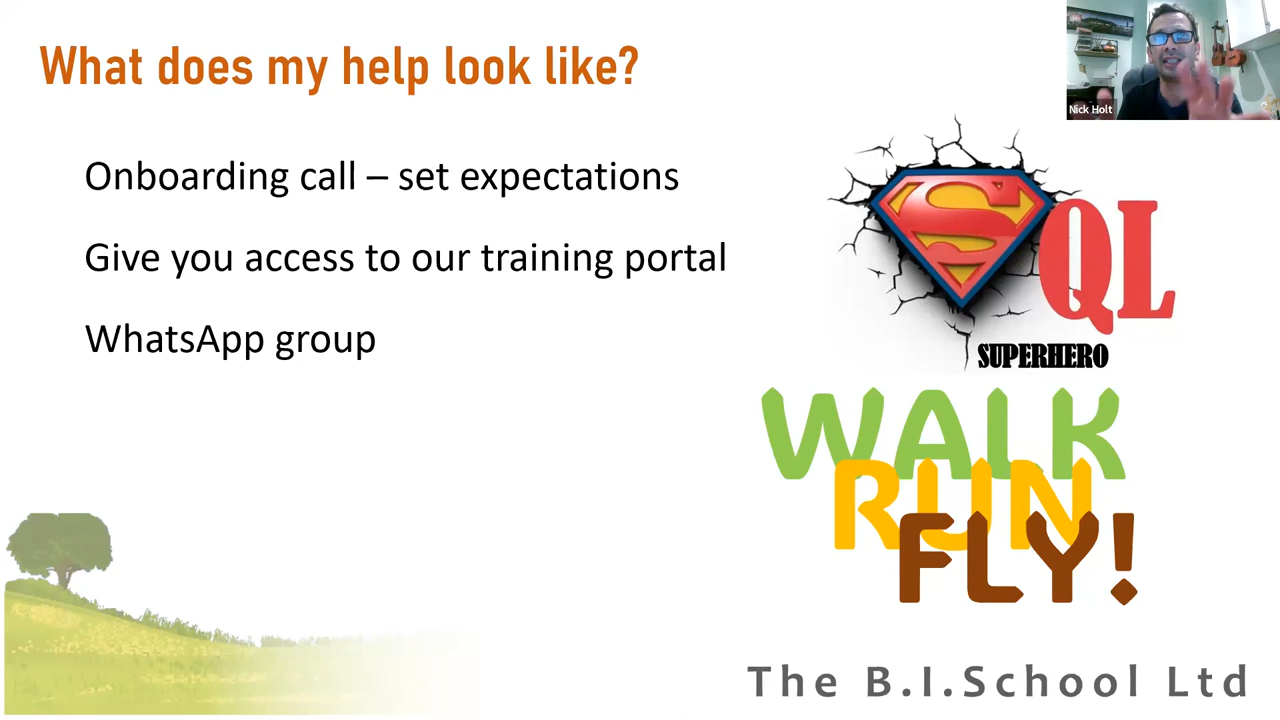 What does my help look like?
Nick Holt
Onboarding call – set expectations
Give you access to our training portal
WhatsApp group
SQL
SUPERHERO
WALK
RUN
FLY!
The B.I.School Ltd